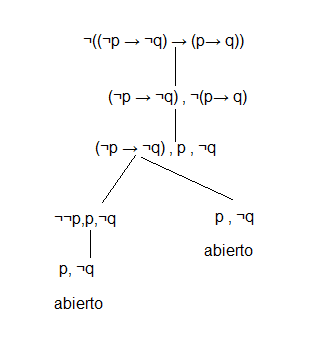 ¬((¬p → ¬q) → (p→ q))
(¬p → ¬q) , ¬(p→ q)
(¬p → ¬q) , p , ¬q
¬¬p,p,¬q
p , ¬q
abierto
p, ¬q
abierto